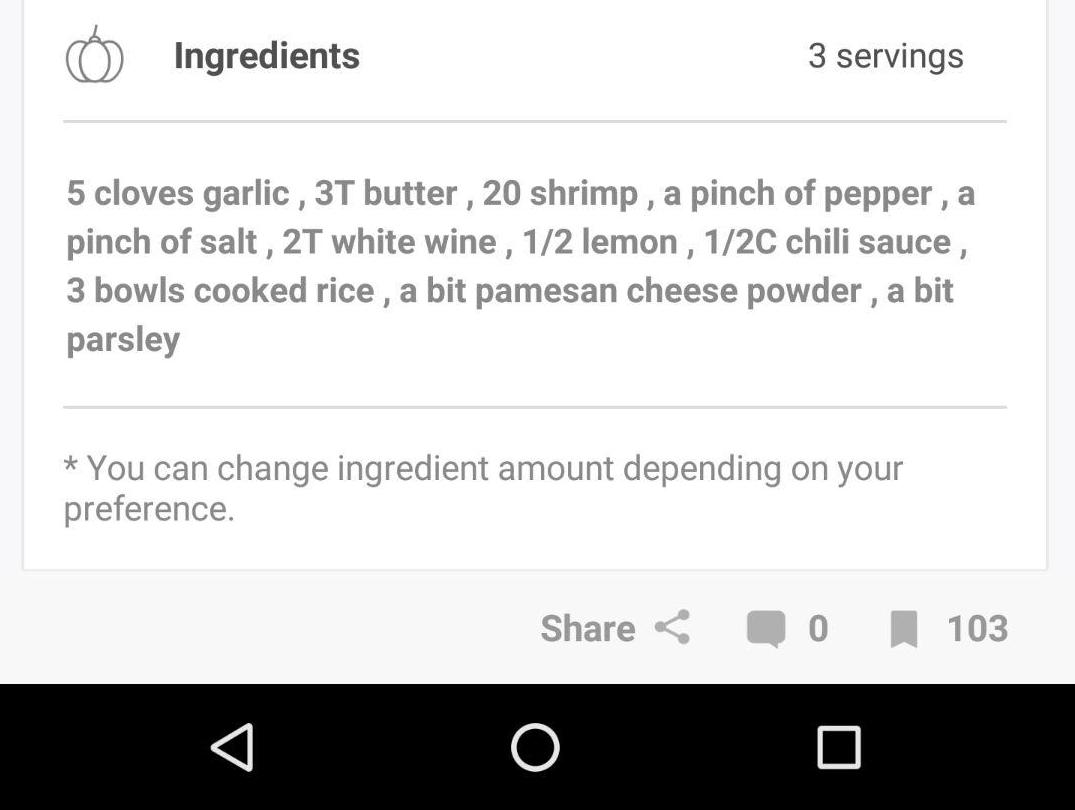 Ingredients
3 servings
5 cloves garlic , 3T butter , 20 shrimp , a pinch of pepper , a
pinch of salt , 2T white wine , 1/2 lemon , 1/2C chili sauce ,
3 bowls cooked rice , a bit pamesan cheese powder , a bit
parsley
* You can change ingredient amount depending on your
preference.
Share 0 103